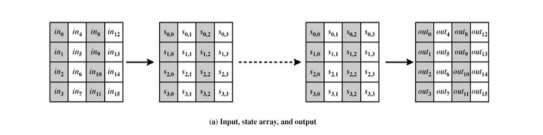 in0 in4 in8 in12 s0,0 s0,1 s0,2 s0,3 s0,0 s0,1 s0,2 s0,3 out0 out4 out8 out12
in1 in5 in9 in13 s1,0 s1,1 s1,2 s1,3 s1,0 s1,1 s1,2 s1,3 out1 out5 out9 out13
in2 in6 in10 in14 s2,0 s2,1 s2,2 s2,3 s2,0 s2,1 s2,2 s2,3 out2 out6 out10 out14
in3 in7 in11 in15 s3,0 s3,1 s3,2 s3,3 s3,0 s3,1 s3,2 s3,3 out3 out7 out11 out15
(a) Input, state array, and output